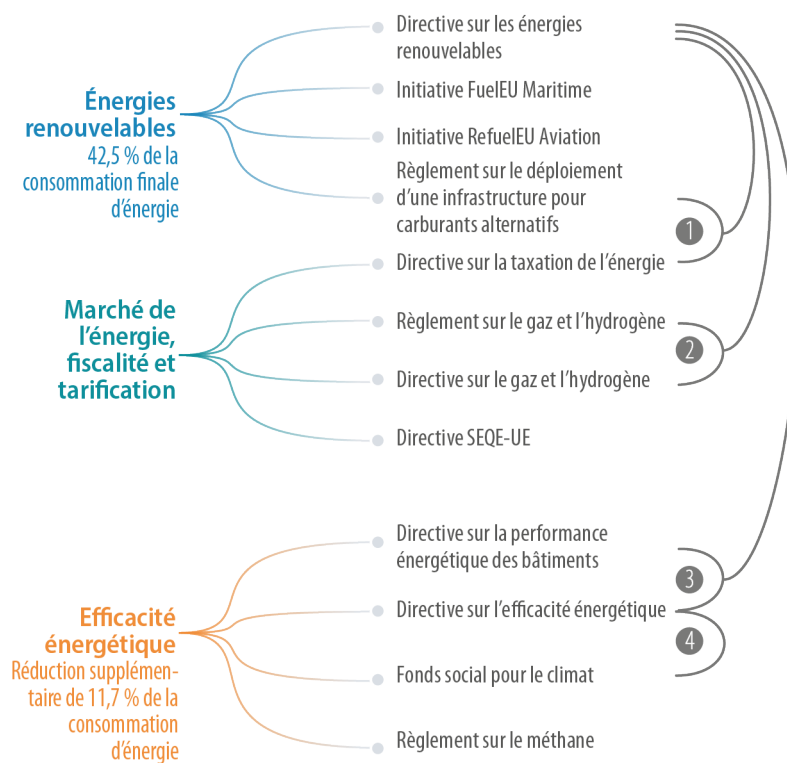 Énergies
renouvelables
42,5 % de la
consommation finale
d'énergie
Directive sur les énergies
renouvelables
Initiative FuelEU Maritime
Initiative RefuelEU Aviation
Règlement sur le déploiement
d'une infrastructure pour
carburants alternatifs
1
Marché de
l'énergie,
fiscalité et
tarification
Directive sur la taxation de l'énergie
Règlement sur le gaz et l'hydrogène
2
Directive sur le gaz et l'hydrogène
Directive SEQE-UE
Efficacité
énergétique
Réduction supplémen-
taire de 11,7 % de la
consommation
d'énergie
Directive sur la performance
énergétique des bâtiments
3
Directive sur l'efficacité énergétique
4
Fonds social pour le climat
Règlement sur le méthane